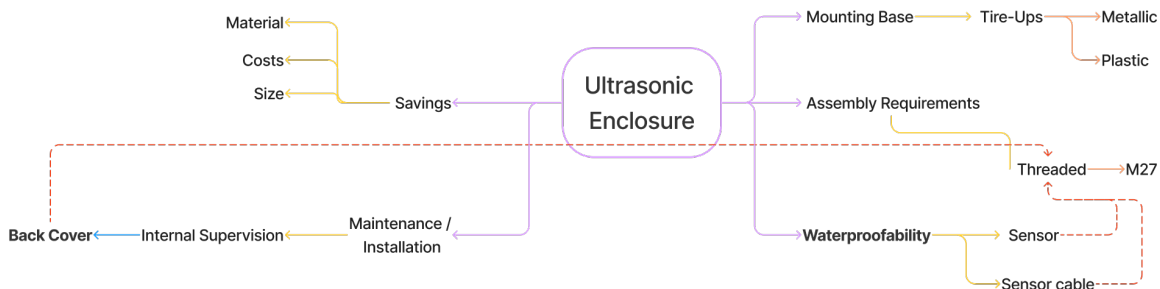 Material
Costs
Size
Savings
Ultrasonic
Enclosure
Mounting Base
Tire-Ups
Metallic
Plastic
Assembly Requirements
Threaded
M27
Back Cover
Internal Supervision
Maintenance /
Installation
Waterproofability
Sensor
Sensor cable